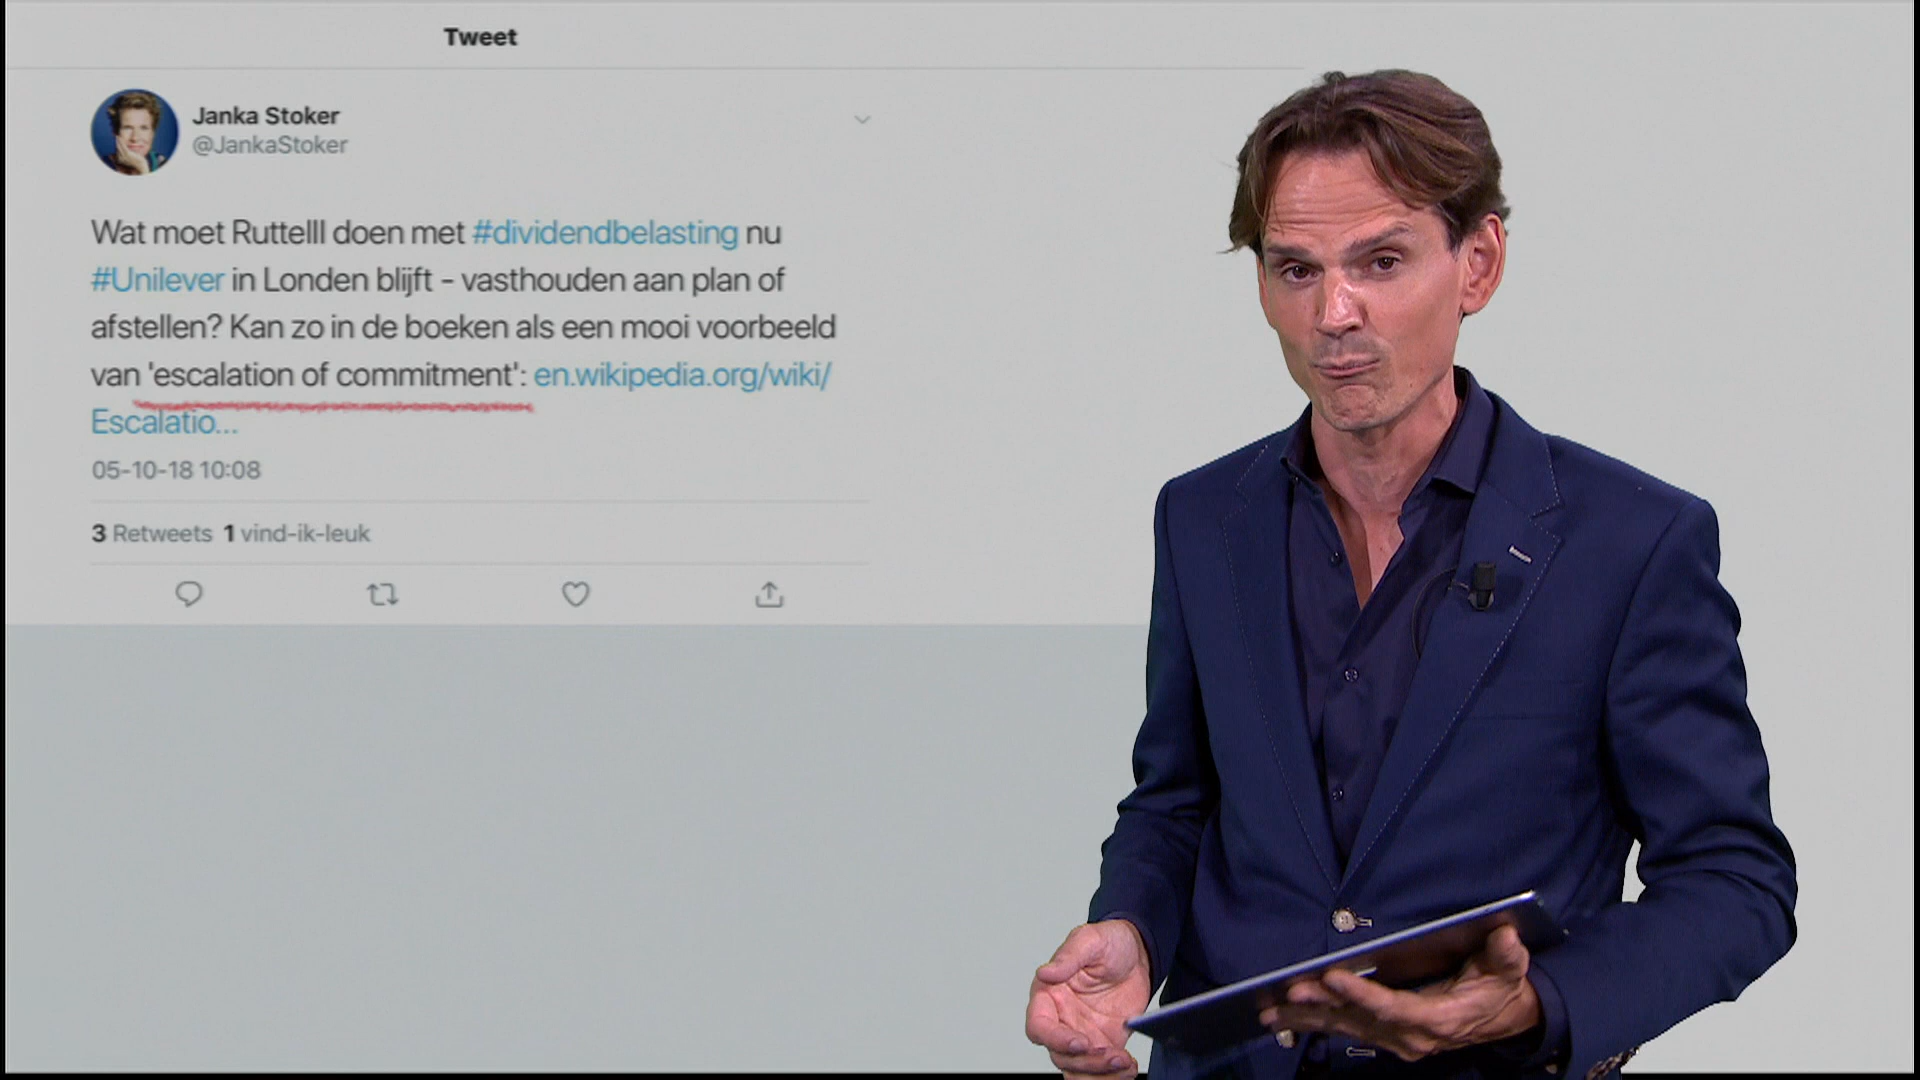 Tweet
Janka Stoker
@JankaStoker
Wat moet RutteIII doen met #dividendbelasting nu
#Unilever in Londen blijft - vasthouden aan plan of
afstellen? Kan zo in de boeken als een mooi voorbeeld
van 'escalation of commitment': en.wikipedia.org/wiki/
Escalatio...
05-10-18 10:08
3 Retweets 1 vind-ik-leuk